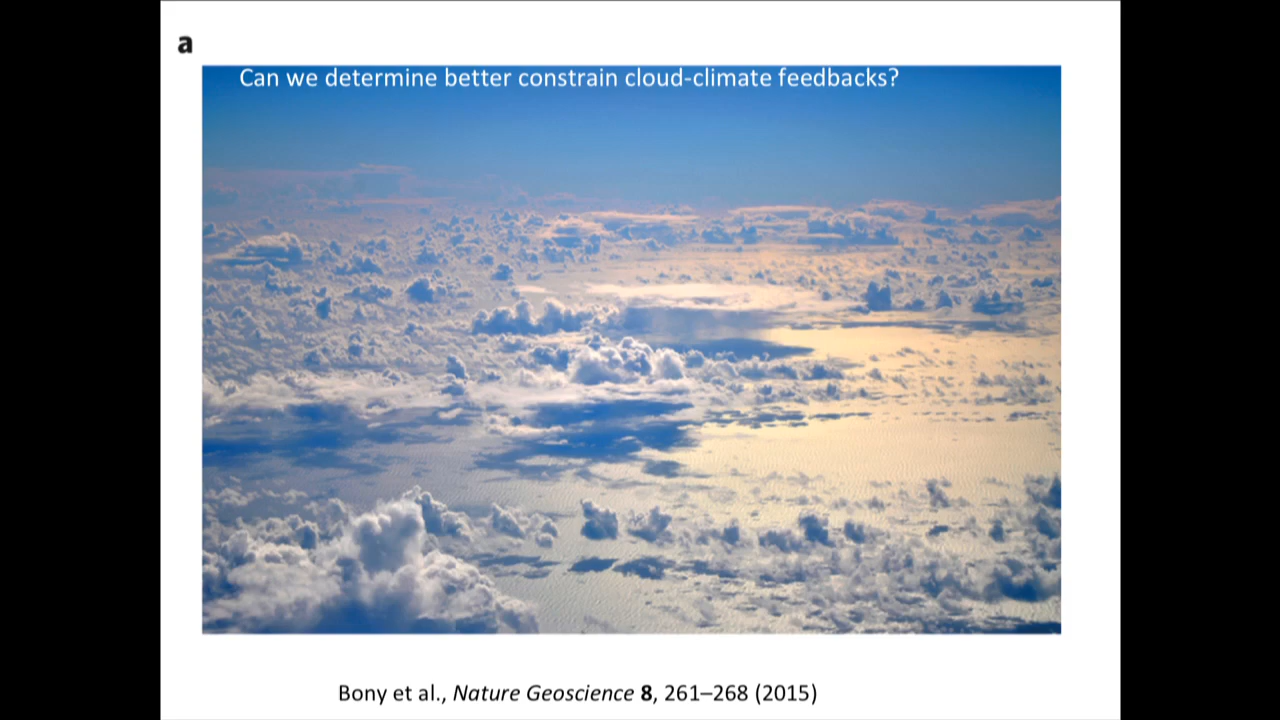 a
Can we determine better constrain cloud-climate feedbacks?
Bony et al., Nature Geoscience 8, 261–268 (2015)